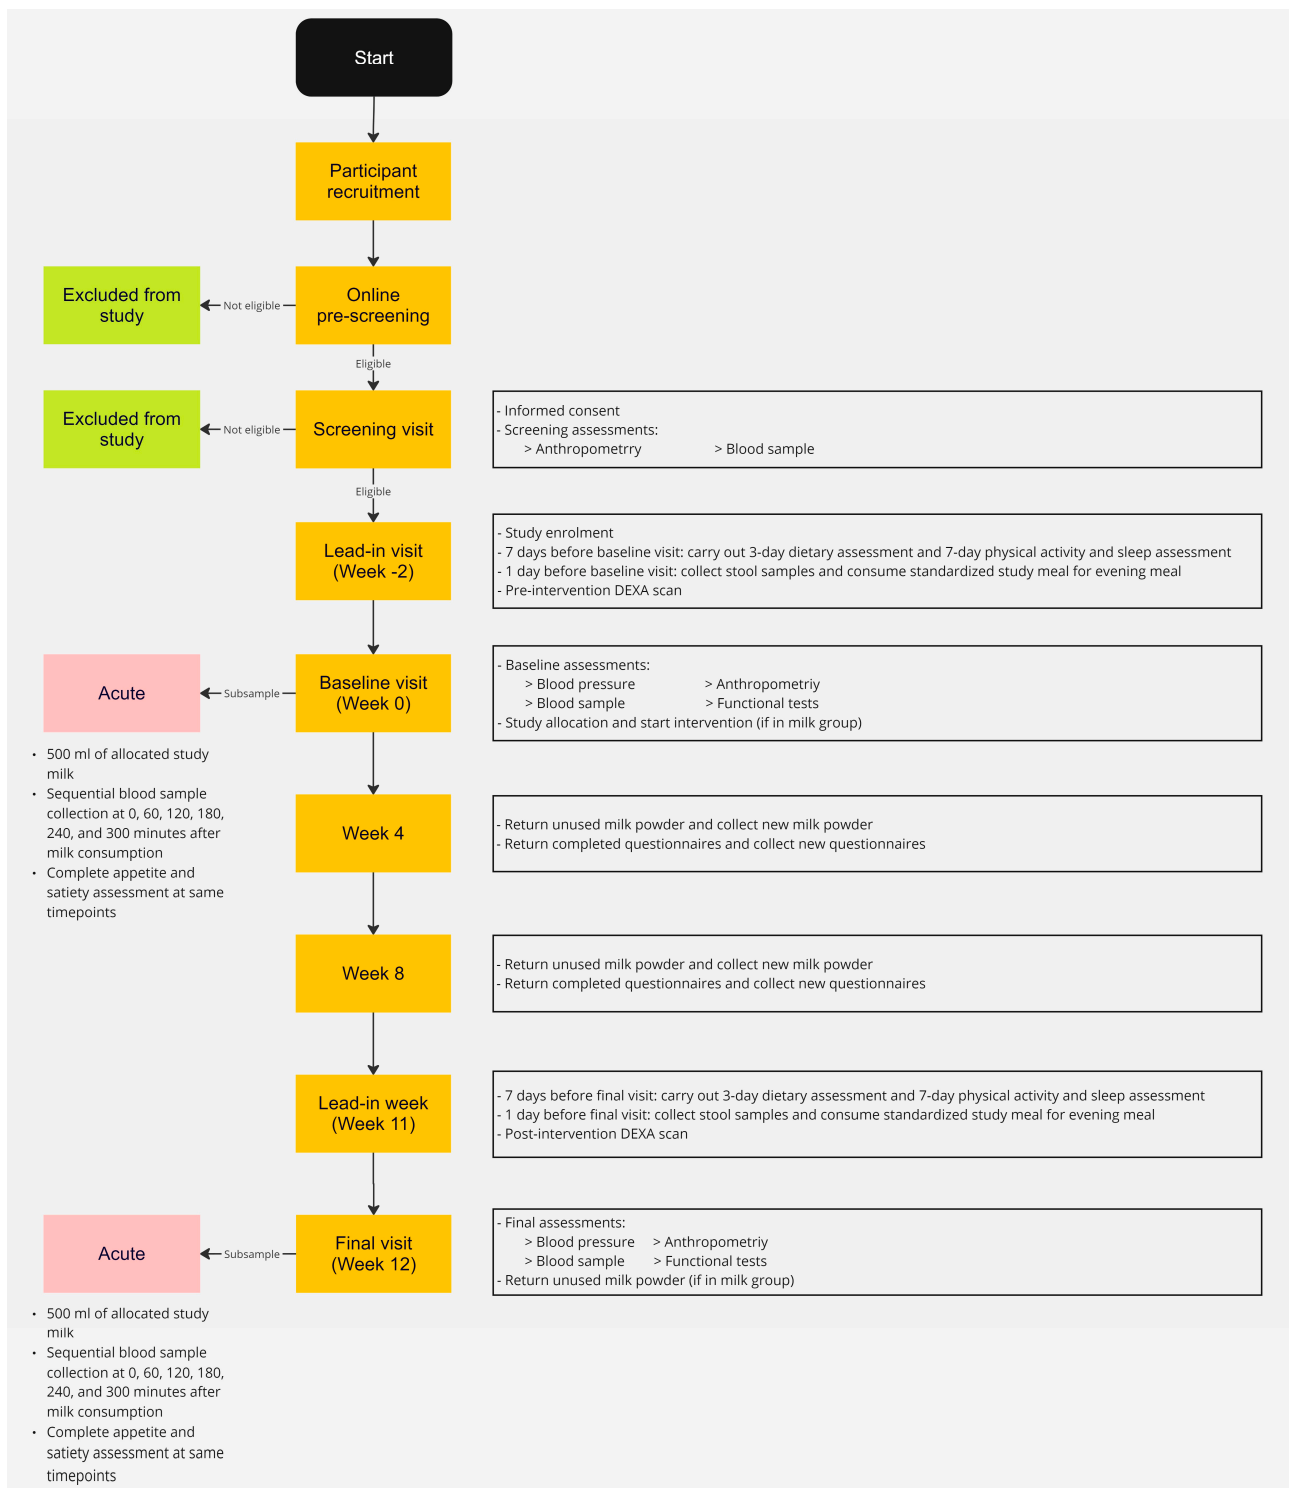 Start
Participant
recruitment
Online
pre-screening
Not eligible
Excluded from
study
Eligible
Screening visit
Not eligible
Excluded from
study
- Informed consent
- Screening assessments:
> Anthropometrry > Blood sample
Eligible
Lead-in visit
(Week -2)
- Study enrolment
- 7 days before baseline visit: carry out 3-day dietary assessment and 7-day physical activity and sleep assessment
- 1 day before baseline visit: collect stool samples and consume standardized study meal for evening meal
- Pre-intervention DEXA scan
Baseline visit
(Week 0)
- Baseline assessments:
> Blood pressure > Anthropometriy
> Blood sample > Functional tests
- Study allocation and start intervention (if in milk group)
Subsample
Acute
• 500 ml of allocated study
milk
• Sequential blood sample
collection at 0, 60, 120, 180,
240, and 300 minutes after
milk consumption
• Complete appetite and
satiety assessment at same
timepoints
Week 4
- Return unused milk powder and collect new milk powder
- Return completed questionnaires and collect new questionnaires
Week 8
- Return unused milk powder and collect new milk powder
- Return completed questionnaires and collect new questionnaires
Lead-in week
(Week 11)
- 7 days before final visit: carry out 3-day dietary assessment and 7-day physical activity and sleep assessment
- 1 day before final visit: collect stool samples and consume standardized study meal for evening meal
- Post-intervention DEXA scan
Final visit
(Week 12)
- Final assessments:
> Blood pressure > Anthropometriy
> Blood sample > Functional tests
- Return unused milk powder (if in milk group)
Subsample
Acute
• 500 ml of allocated study
milk
• Sequential blood sample
collection at 0, 60, 120, 180,
240, and 300 minutes after
milk consumption
• Complete appetite and
satiety assessment at same
timepoints